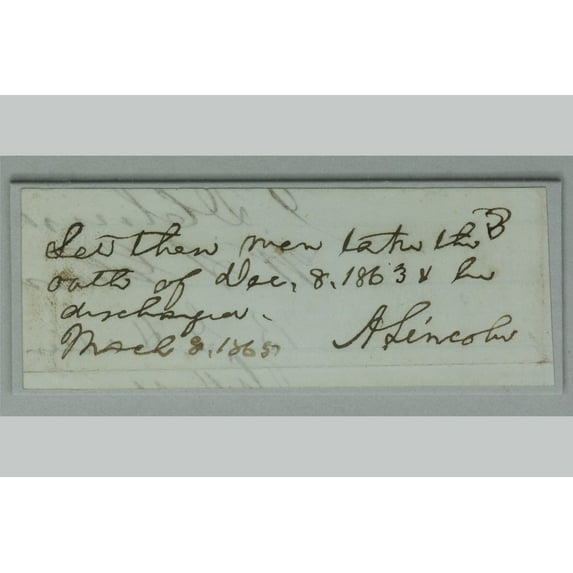 Let these men take the
oath of Dec. 8, 1863 & be
discharged.
March 8, 1865 A. Lincoln